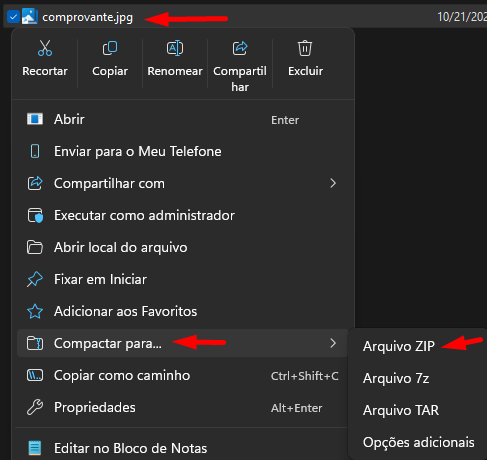 comprovante.jpg 10/21/202
Recortar Copiar Renomear Compartil
har Excluir
Abrir Enter
Enviar para o Meu Telefone
Compartilhar com
Executar como administrador
Abrir local do arquivo
Fixar em Iniciar
Adicionar aos Favoritos
Compactar para...
Arquivo ZIP
Copiar como caminho Ctrl+Shift+C
Arquivo 7z
Propriedades Alt+Enter
Arquivo TAR
Editar no Bloco de Notas
Opções adicionais